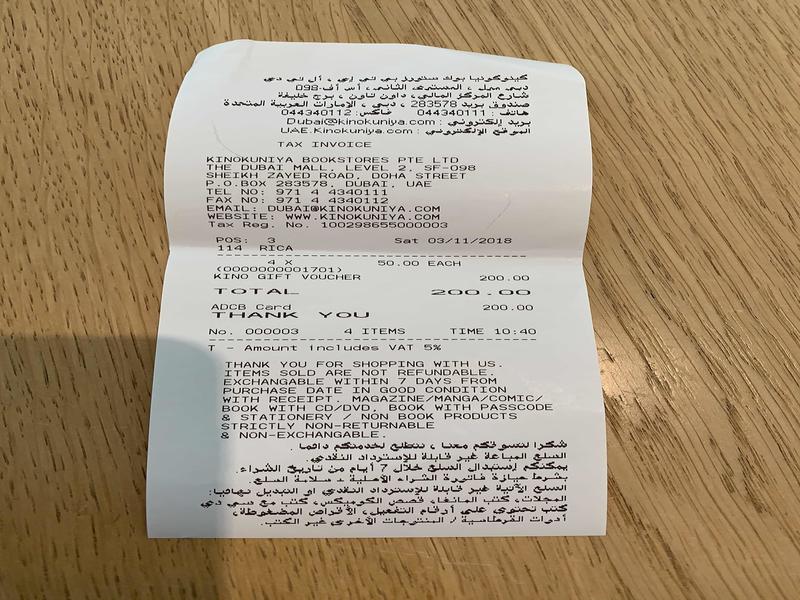 كينوكونيا بوك ستورز بي تي إي ، أل تي دي
دبي مول ، المستوى الثاني، أس أف-098
شارع المركز المالي، داون تاون ، برج خليفة
صندوق بريد 283578 ، دبي ، الإمارات العربية المتحدة
هاتف : 044340111 فاكس: 044340112
بريد إلكتروني : Dubai@kinokuniya.com
الموقع الإلكتروني : UAE.Kinokuniya.com
TAX INVOICE
KINOKUNIYA BOOKSTORES PTE LTD
THE DUBAI MALL, LEVEL 2, SF-098
SHEIKH ZAYED ROAD, DOHA STREET
P.O.BOX 283578, DUBAI, UAE
TEL NO: 971 4 4340111
FAX NO: 971 4 4340112
EMAIL: DUBAI@KINOKUNIYA.COM
WEBSITE: WWW.KINOKUNIYA.COM
Tax Reg. No. 100298655000003
POS: 3 Sat 03/11/2018
114 RICA
4 X 50.00 EACH
(0000000001701)
KINO GIFT VOUCHER 200.00
TOTAL 200.00
ADCB Card 200.00
THANK YOU
No. 000003 4 ITEMS TIME 10:40
T - Amount includes VAT 5%
THANK YOU FOR SHOPPING WITH US.
ITEMS SOLD ARE NOT REFUNDABLE.
EXCHANGABLE WITHIN 7 DAYS FROM
PURCHASE DATE IN GOOD CONDITION
WITH RECEIPT. MAGAZINE/MANGA/COMIC/
BOOK WITH CD/DVD, BOOK WITH PASSCODE
& STATIONERY / NON BOOK PRODUCTS
STRICTLY NON-RETURNABLE
& NON-EXCHANGABLE.
شكرا لتسوقكم معنا ، نتطلع لخدمتكم دائما .
السلع المباعة غير قابلة للإسترداد النقدي.
يمكنكم إستبدال السلع خلال 7 أيام من تاريخ الشراء.
بشرط حيازة فاتورة الشراء الأصلية ، سلامة السلع.
السلع الآتية غير قابلة للإسترداد النقدي او التبديل نهائيا:
المجلات، كتب المانغا، قصص الكوميكس، كتب مع سي دي
كتب تحتوي على أرقام التفعيل، الأقراص المضغوطة،
أدوات القرطاسية / المنتوجات الأخرى غير الكتب.